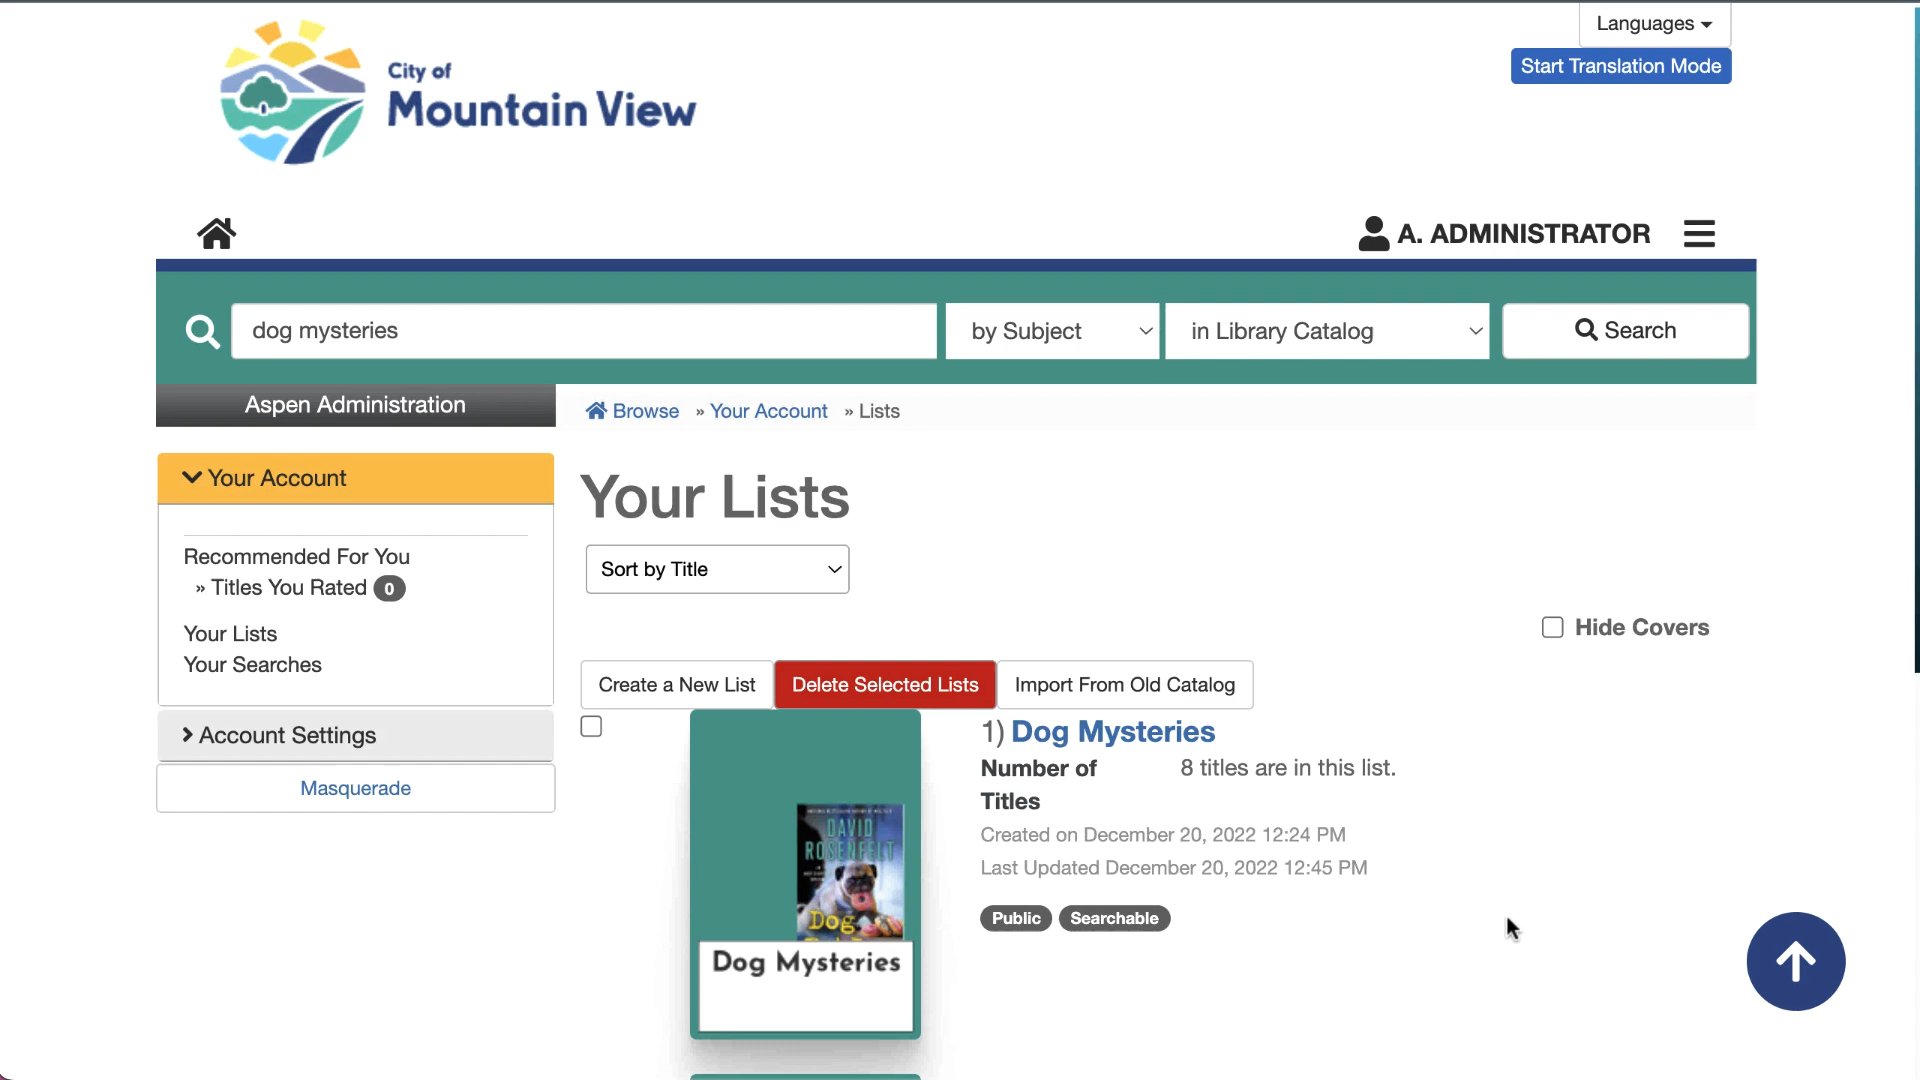 Languages
Start Translation Mode
City of
Mountain View
A. ADMINISTRATOR
dog mysteries
by Subject
in Library Catalog
Search
Aspen Administration
Browse » Your Account » Lists
Your Account
Your Lists
Sort by Title
Recommended For You
» Titles You Rated 0
Your Lists
Your Searches
Hide Covers
Create a New List
Delete Selected Lists
Import From Old Catalog
Account Settings
Masquerade
1) Dog Mysteries
Number of
Titles
8 titles are in this list.
Created on December 20, 2022 12:24 PM
Last Updated December 20, 2022 12:45 PM
Public
Searchable
DAVID
ROSENFELT
Dog
Dog Mysteries